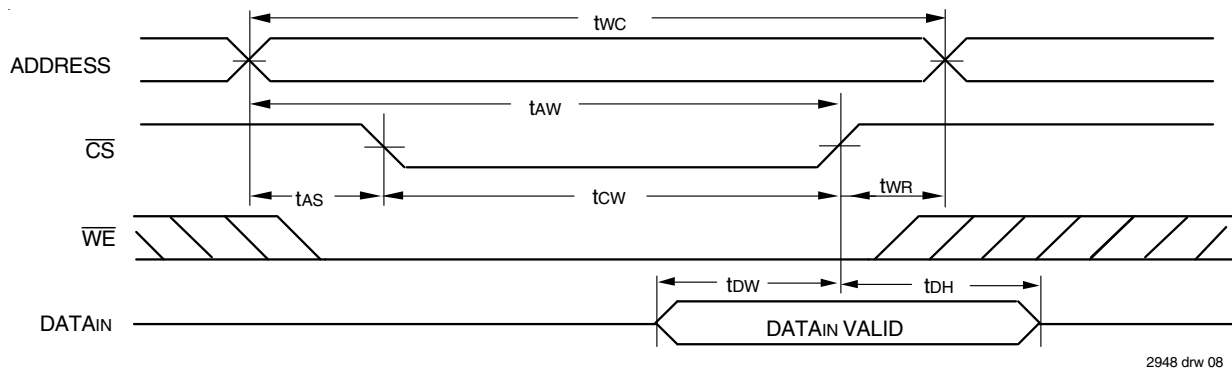 tWC
ADDRESS
tAW
CS
tAS
tCW
tWR
WE
tDW
tDH
DATAIN
DATAIN VALID
2948 drw 08